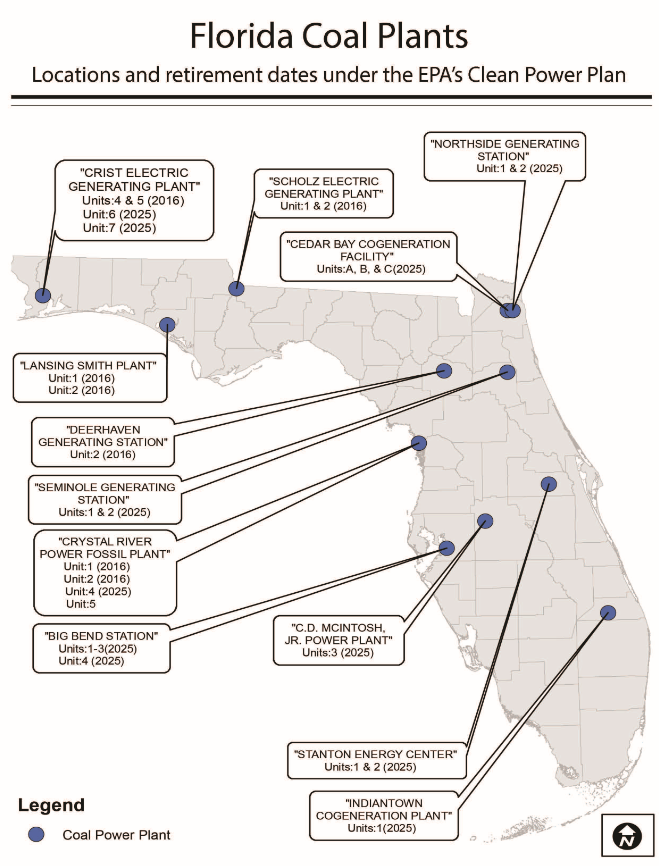 Florida Coal Plants
Locations and retirement dates under the EPA's Clean Power Plan
"NORTHSIDE GENERATING
STATION"
Unit:1 & 2 (2025)
"CRIST ELECTRIC
GENERATING PLANT"
Units:4 & 5 (2016)
Unit:6 (2025)
Unit:7 (2025)
"SCHOLZ ELECTRIC
GENERATING PLANT"
Unit:1 & 2 (2016)
"CEDAR BAY COGENERATION
FACILITY"
Units:A, B, & C(2025)
"LANSING SMITH PLANT"
Unit:1 (2016)
Unit:2 (2016)
"DEERHAVEN
GENERATING STATION"
Unit:2 (2016)
"SEMINOLE GENERATING
STATION"
Units:1 & 2 (2025)
"CRYSTAL RIVER
POWER FOSSIL PLANT"
Unit:1 (2016)
Unit:2 (2016)
Unit:4 (2025)
Unit:5
"BIG BEND STATION"
Units:1-3(2025)
Unit:4 (2025)
"C.D. MCINTOSH,
JR. POWER PLANT"
Units:3 (2025)
"STANTON ENERGY CENTER"
Units:1 & 2 (2025)
"INDIANTOWN
COGENERATION PLANT"
Units:1(2025)
Legend
Coal Power Plant
N